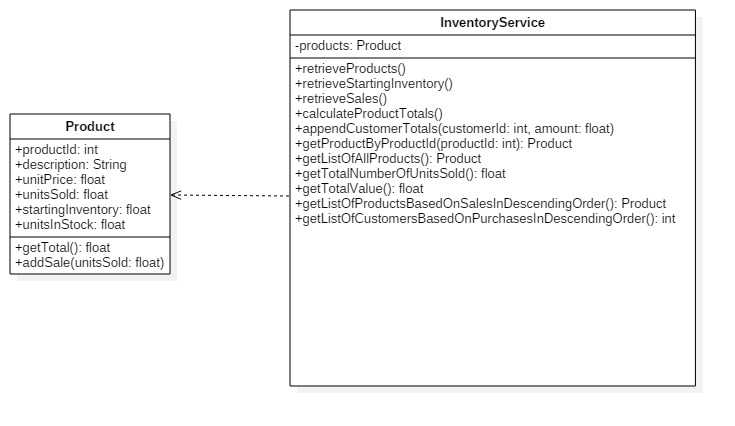 Product
+productId: int
+description: String
+unitPrice: float
+unitsSold: float
+startingInventory: float
+unitsInStock: float
+getTotal(): float
+addSale(unitsSold: float)
InventoryService
-products: Product
+retrieveProducts()
+retrieveStartingInventory()
+retrieveSales()
+calculateProductTotals()
+appendCustomerTotals(customerId: int, amount: float)
+getProductByProductId(productId: int): Product
+getListOfAllProducts(): Product
+getTotalNumberOfUnitsSold(): float
+getTotalValue(): float
+getListOfProductsBasedOnSalesInDescendingOrder(): Product
+getListOfCustomersBasedOnPurchasesInDescendingOrder(): int